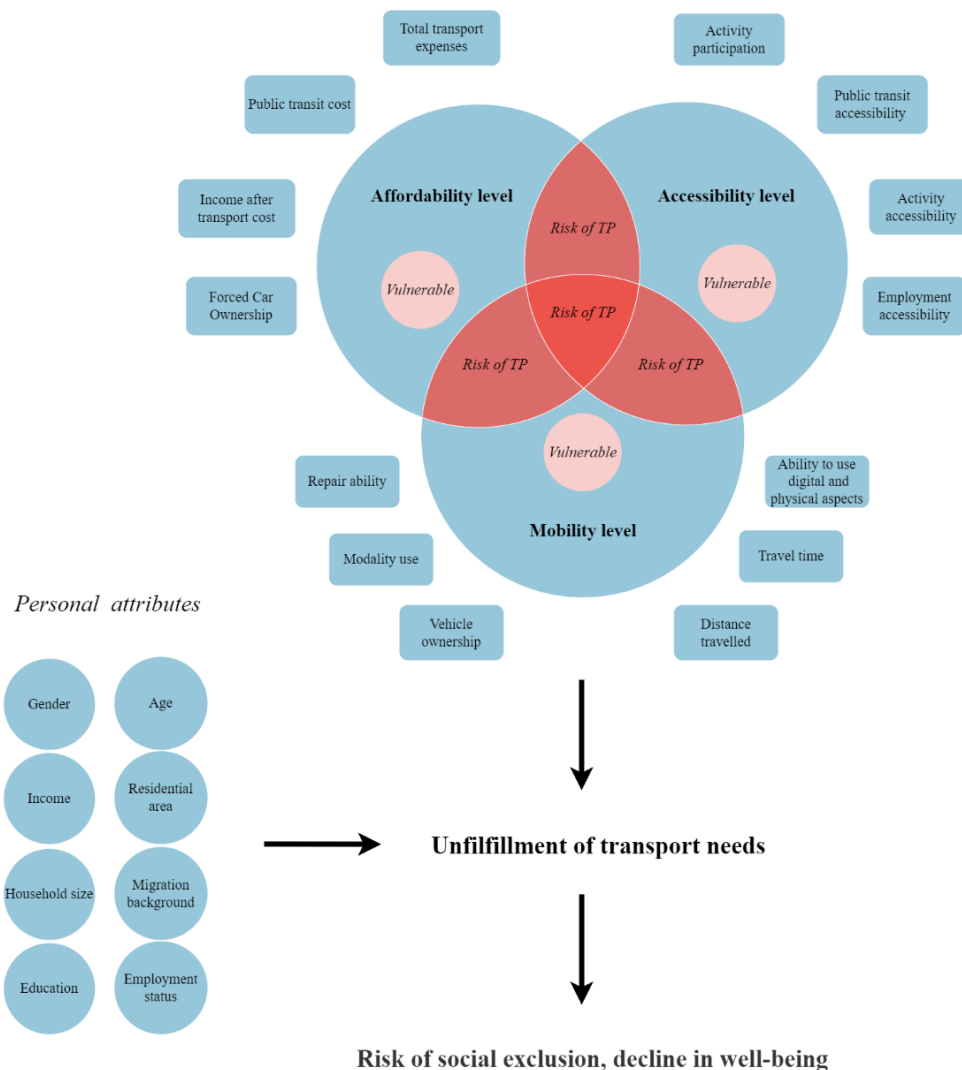 Total transport
expenses
Activity
participation
Public transit cost
Public transit
accessibility
Affordability level
Accessibility level
Income after
transport cost
Activity
accessibility
Risk of TP
Vulnerable
Vulnerable
Forced Car
Ownership
Employment
accessibility
Risk of TP
Risk of TP
Risk of TP
Vulnerable
Repair ability
Ability to use
digital and
physical aspects
Mobility level
Modality use
Travel time
Vehicle
ownership
Distance
travelled
Personal attributes
Gender
Age
Income
Residential
area
Household size
Migration
background
Education
Employment
status
Unfilfillment of transport needs
Risk of social exclusion, decline in well-being